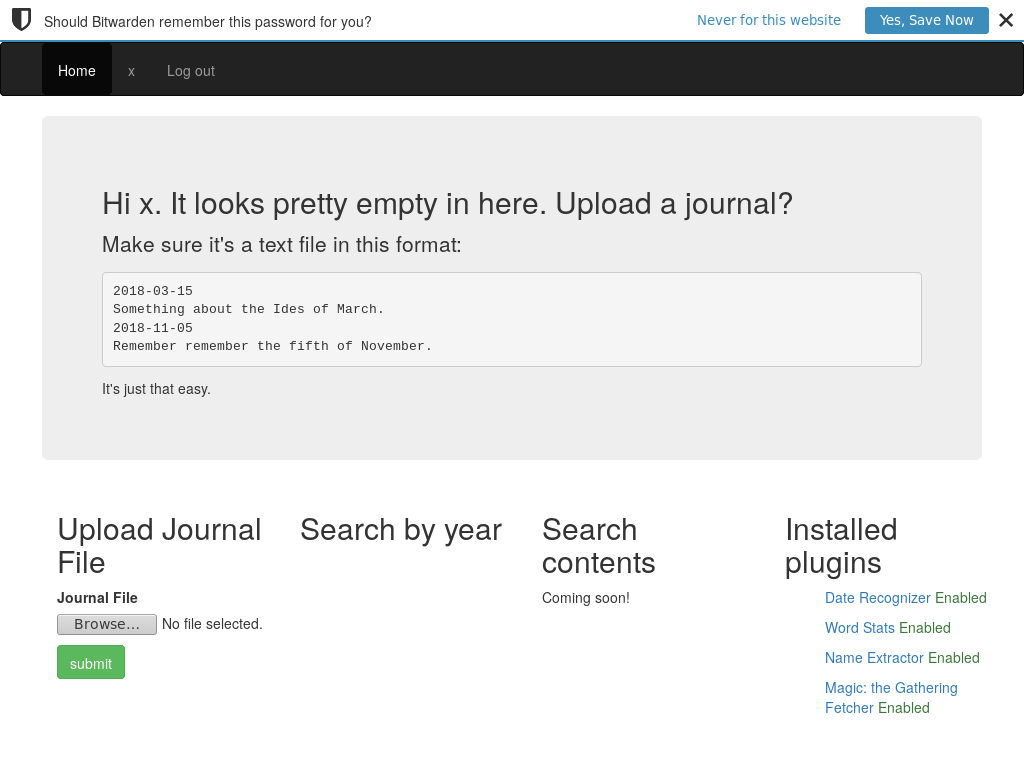 Should Bitwarden remember this password for you?
Never for this website
Yes, Save Now
Home
x
Log out
Hi x. It looks pretty empty in here. Upload a journal?
Make sure it's a text file in this format:
2018-03-15
Something about the Ides of March.
2018-11-05
Remember remember the fifth of November.
It's just that easy.
Upload Journal
File
Journal File
Browse... No file selected.
submit
Search by year
Search
contents
Coming soon!
Installed
plugins
Date Recognizer Enabled
Word Stats Enabled
Name Extractor Enabled
Magic: the Gathering
Fetcher Enabled